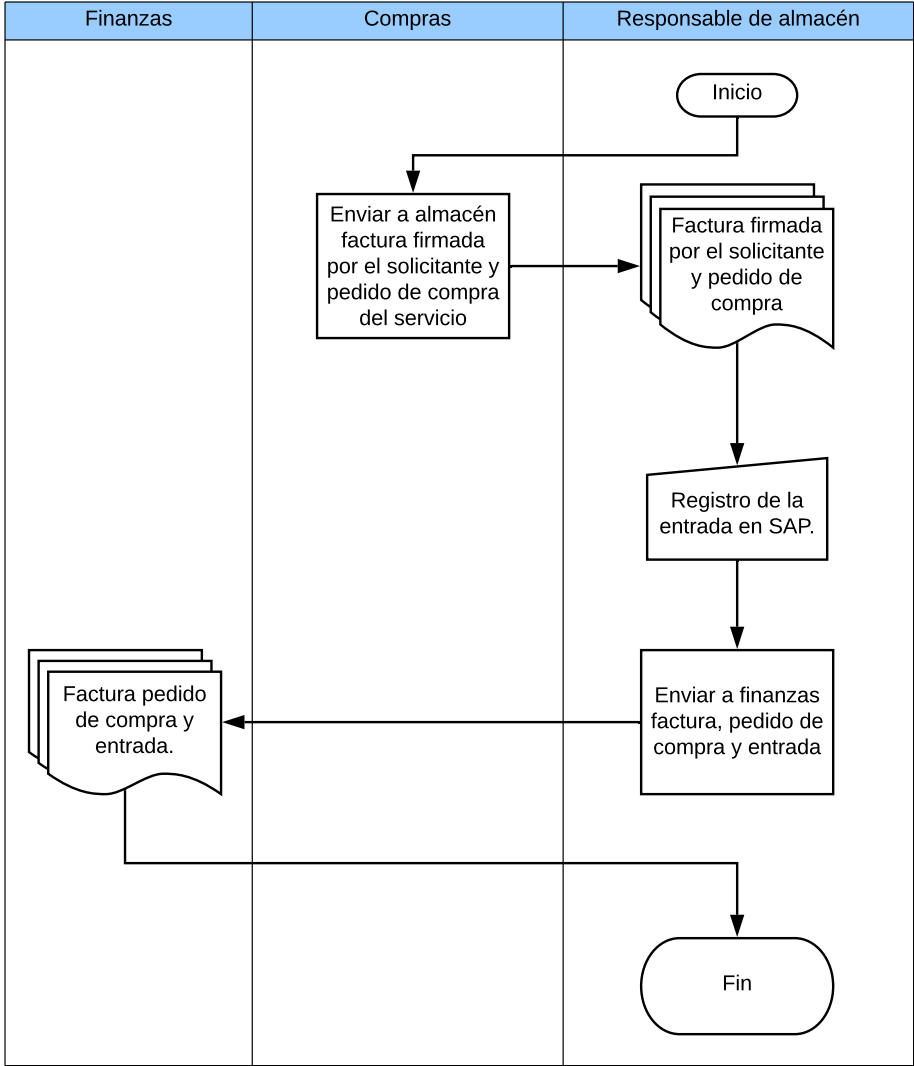 Finanzas
Compras
Responsable de almacén
Inicio
Enviar a almacén
factura firmada
por el solicitante y
pedido de compra
del servicio
Factura firmada
por el solicitante
y pedido de
compra
Registro de la
entrada en SAP.
Enviar a finanzas
factura, pedido de
compra y entrada
Factura pedido
de compra y
entrada.
Fin